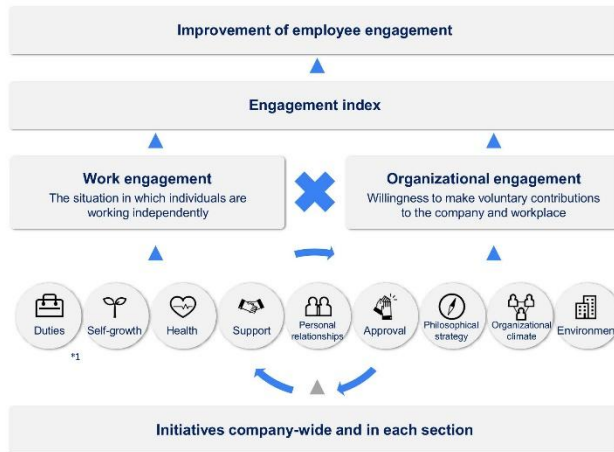 Improvement of employee engagement
Engagement index
Work engagement
The situation in which individuals are
working independently
Organizational engagement
Willingness to make voluntary contributions
to the company and workplace
Duties
Self-growth
Health
Support
Personal
relationships
Approval
Philosophical
strategy
Organizational
climate
Environment
*1
Initiatives company-wide and in each section